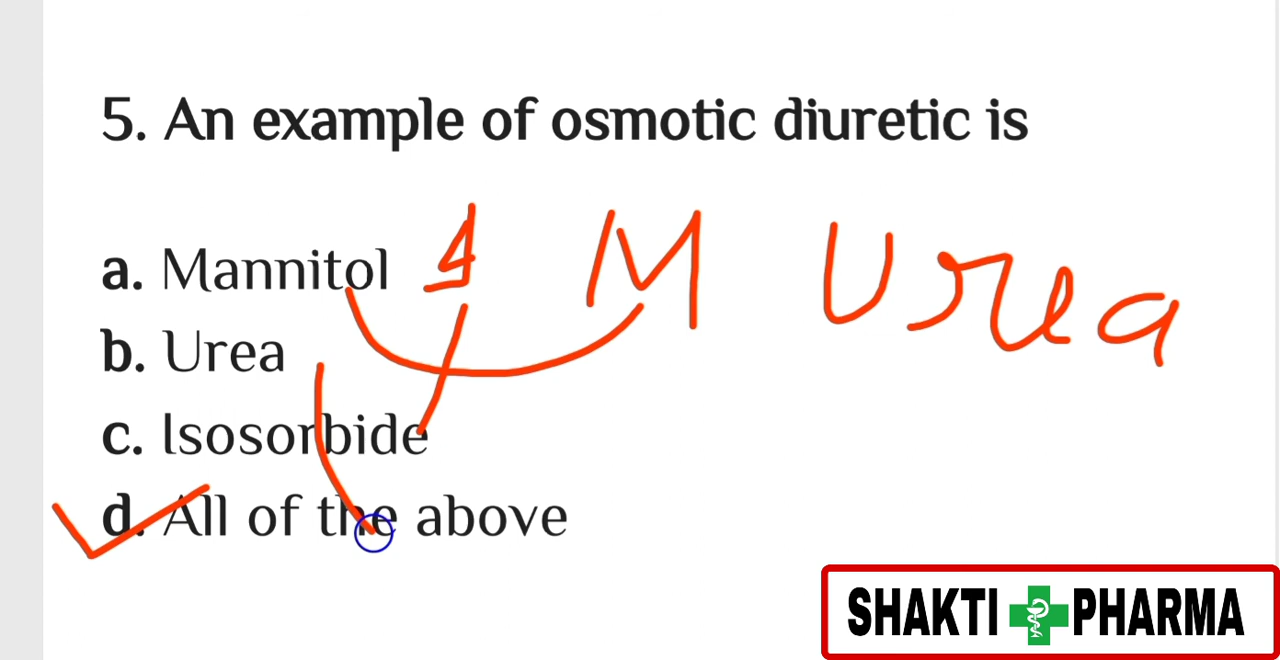 5. An example of osmotic diuretic is
a. Mannitol
M Urea
b. Urea
c. Isosorbide
d. All of the above
SHAKTI PHARMA